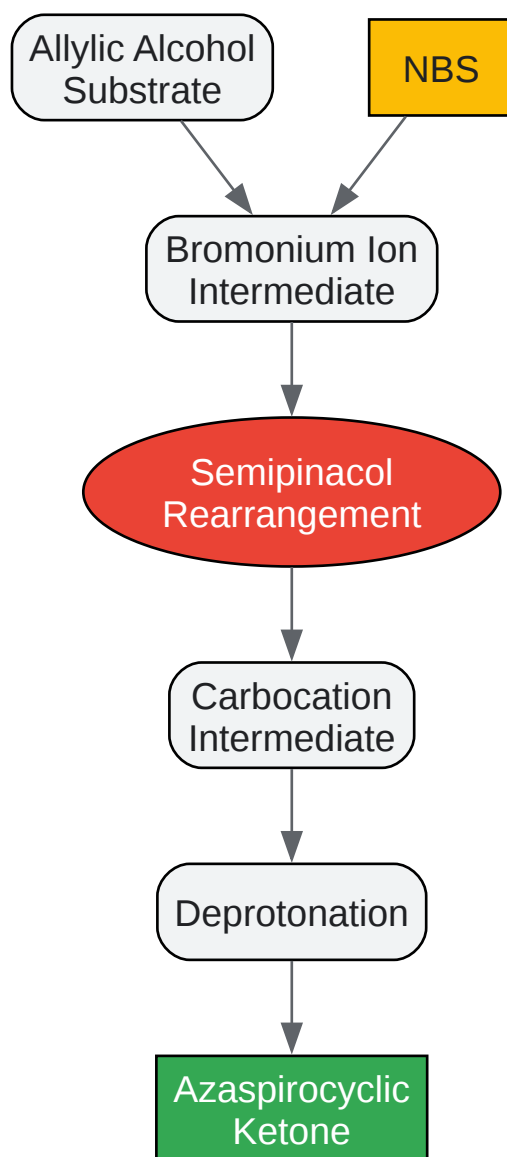 Allylic Alcohol
Substrate
NBS
Bromonium Ion
Intermediate
Semipinacol
Rearrangement
Carbocation
Intermediate
Deprotonation
Azaspirocyclic
Ketone